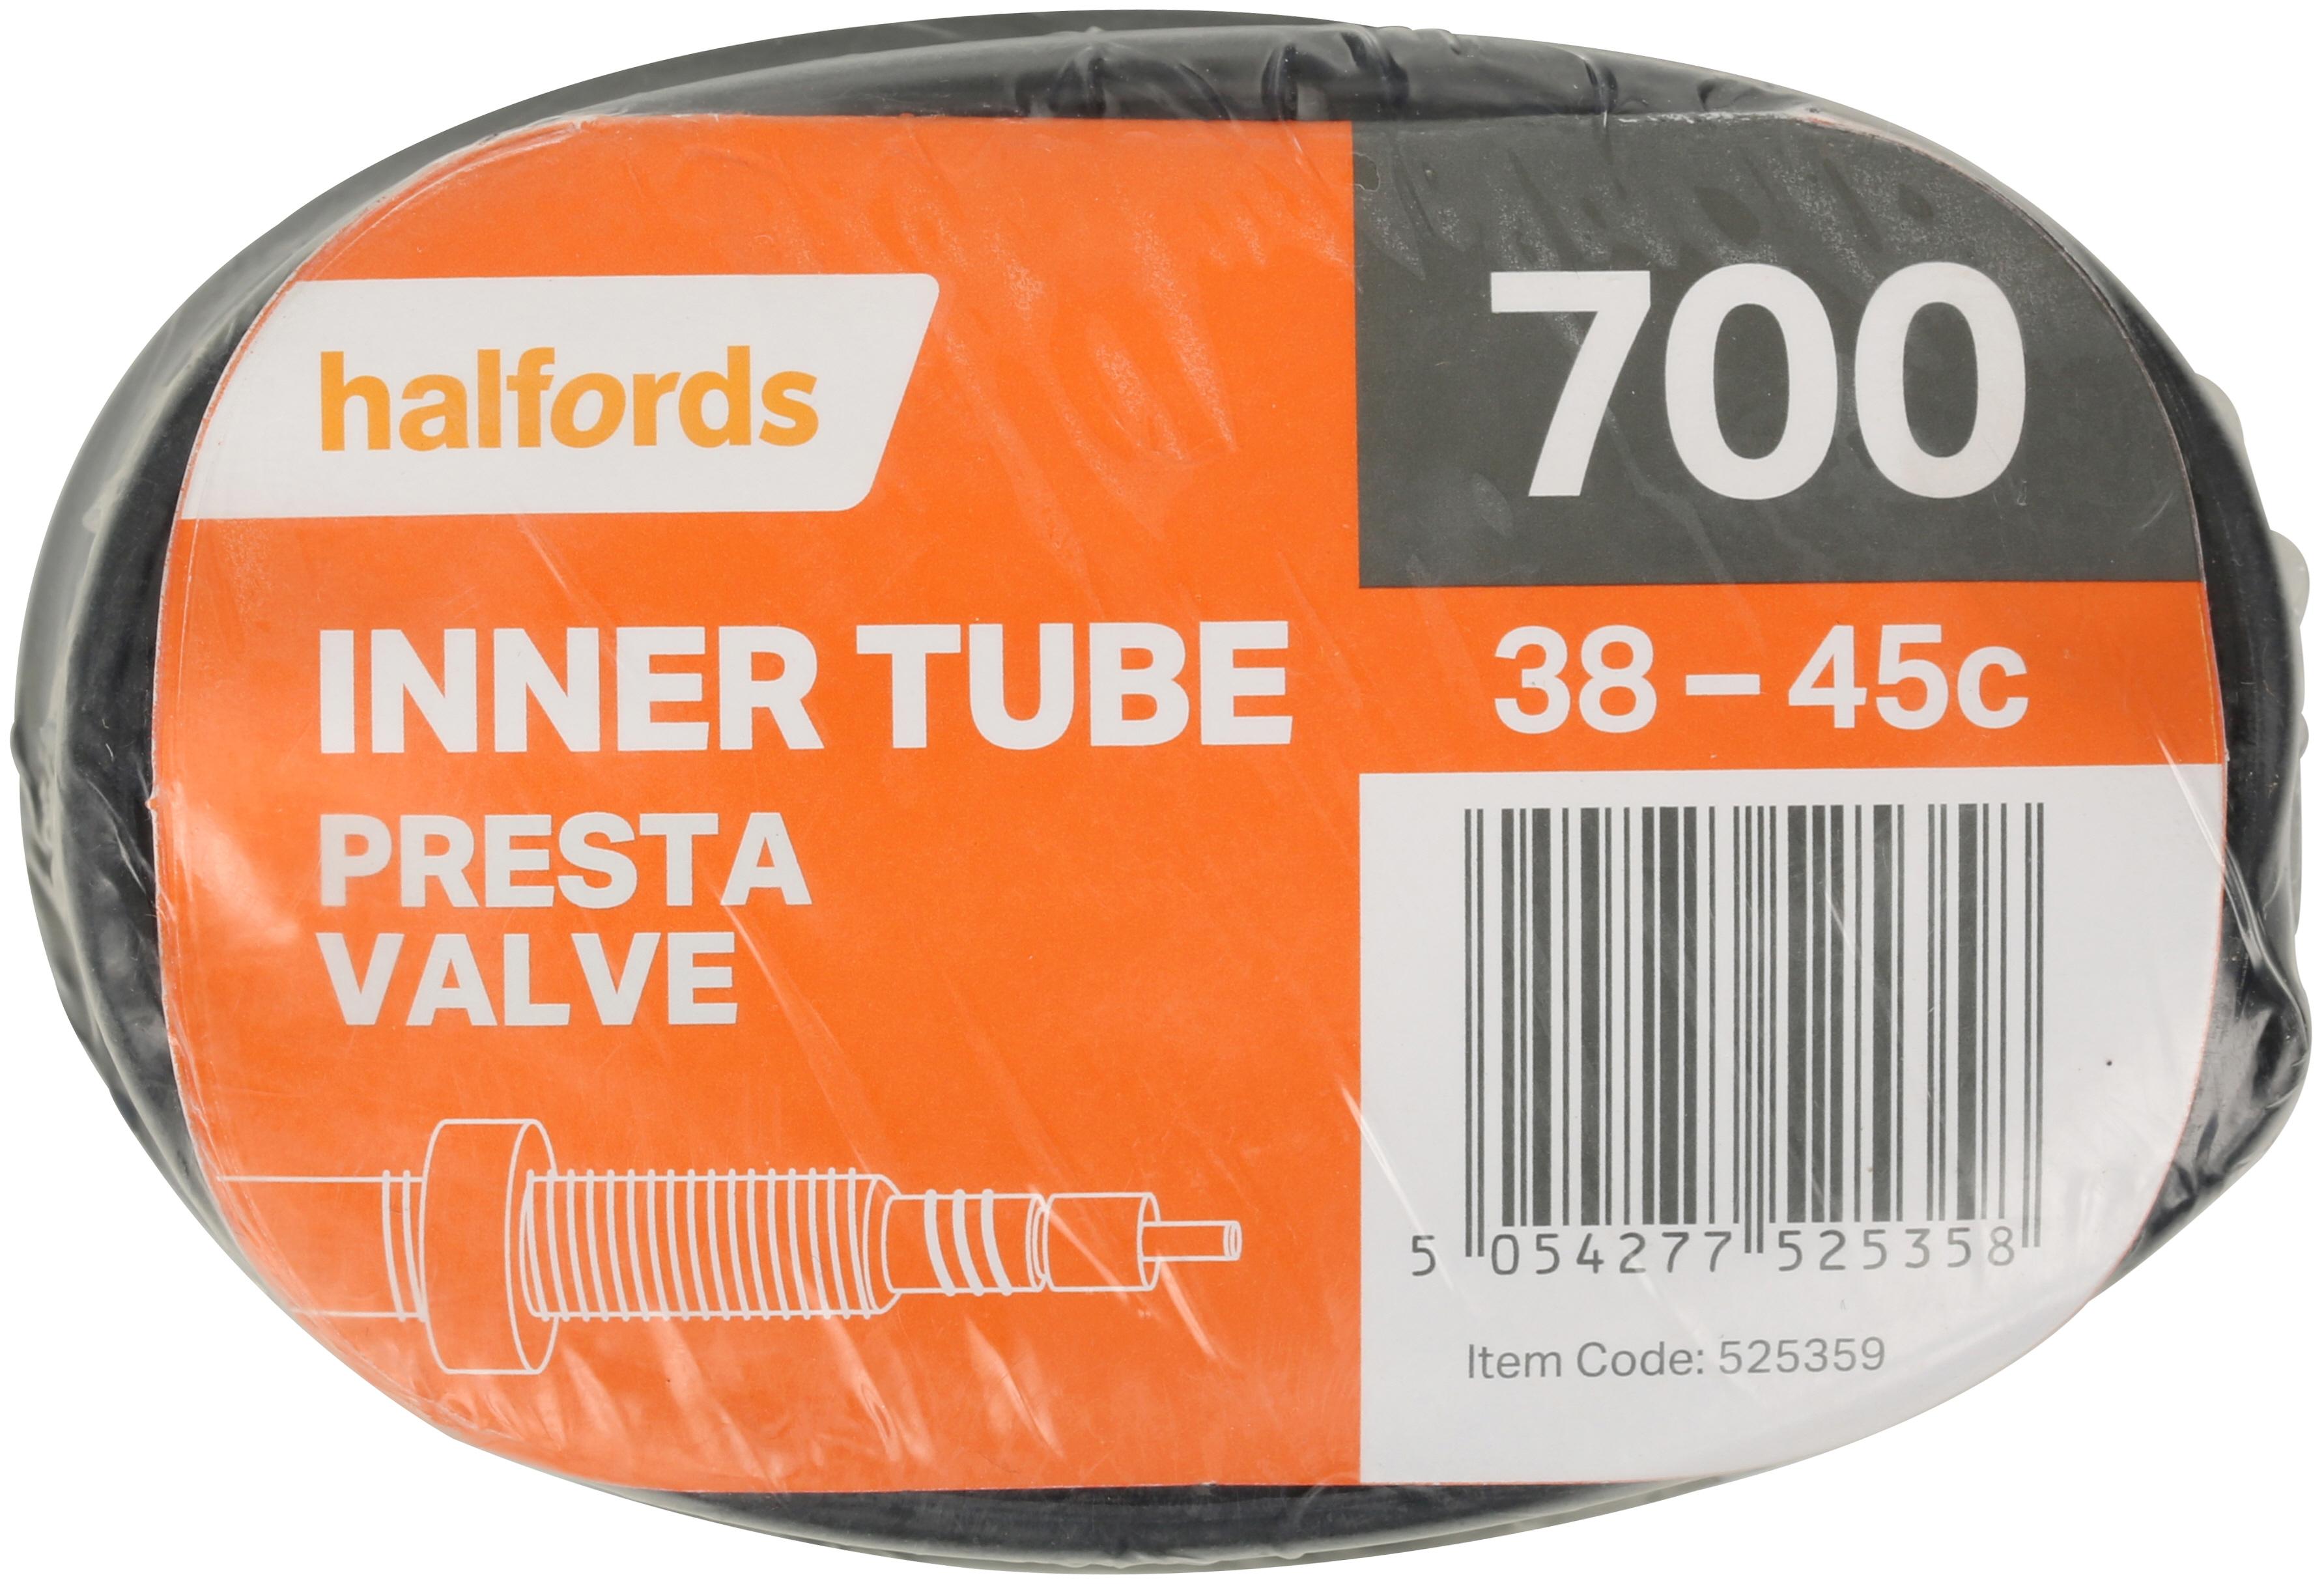 halfords
INNER TUBE
PRESTA
VALVE
700
38 – 45c
5 054277 525358
Item Code: 525359